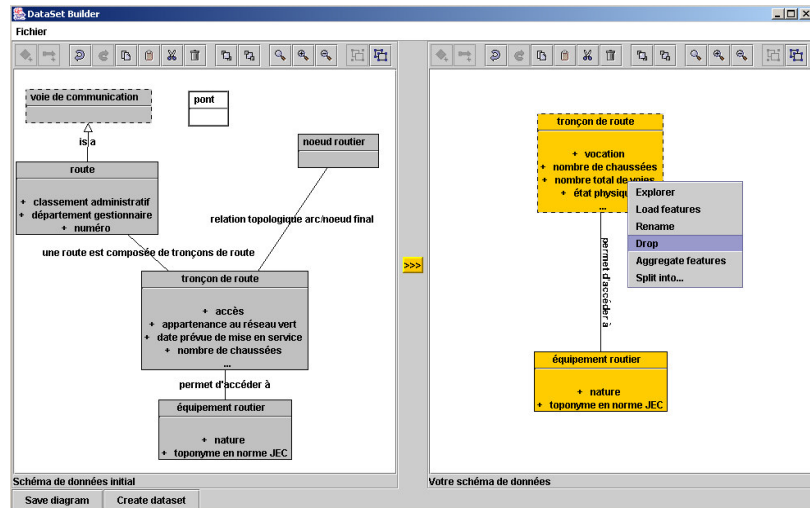 DataSet Builder
Fichier
voie de communication
pont
is a
noeud routier
route
+ classement administratif
+ département gestionnaire
+ numéro
relation topologique arc/noeud final
une route est composée de tronçons de route
tronçon de route
+ accès
+ appartenance au réseau vert
+ date prévue de mise en service
+ nombre de chaussées
...
permet d'accéder à
équipement routier
+ nature
+ toponyme en norme JEC
Schéma de données initial
>>>
tronçon de route
+ vocation
+ nombre de chaussées
+ nombre total de voies
+ état physiqu
...
Explorer
Load features
Rename
Drop
Aggregate features
Split into...
permet d'accéder à
équipement routier
+ nature
+ toponyme en norme JEC
Votre schéma de données
Save diagram
Create dataset